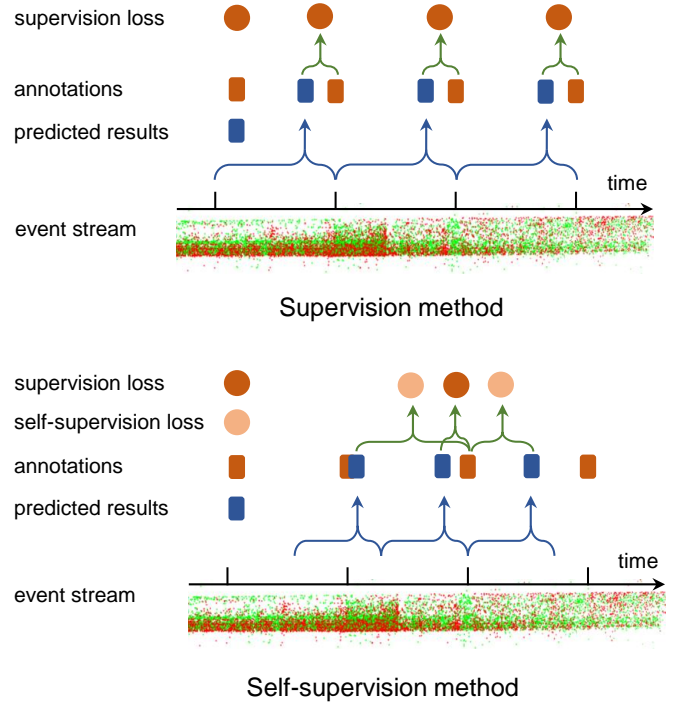 supervision loss
annotations
predicted results
time
event stream
Supervision method
supervision loss
self-supervision loss
annotations
predicted results
time
event stream
Self-supervision method